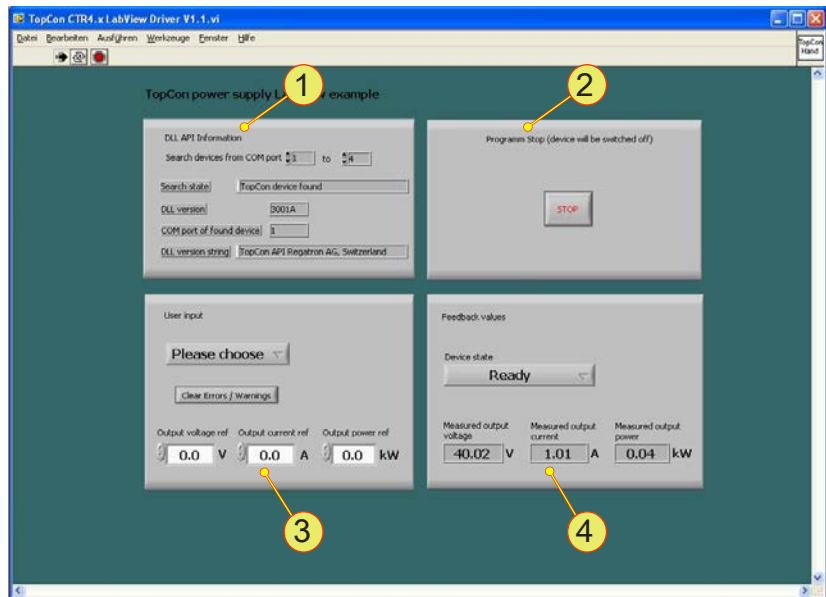 TopCon CTR4.x LabView Driver V1.1.vi
Datei Bearbeiten Ausführen Werkzeuge Fenster Hilfe
TopCon
Hand
TopCon power supply L w example
1
2
DLL API Information
Search devices from COM port 1 to 4
Search state TopCon device found
DLL version 3001A
COM port of found device 1
DLL version string TopCon API Regatron AG, Switzerland
Programm Stop (device will be switched off)
STOP
User input
Please choose
Clear Errors / Warnings
Output voltage ref Output current ref Output power ref
0.0 V 0.0 A 0.0 kW
3
Feedback values
Device state
Ready
Measured output voltage
Measured output current
Measured output power
40.02 V 1.01 A 0.04 kW
4